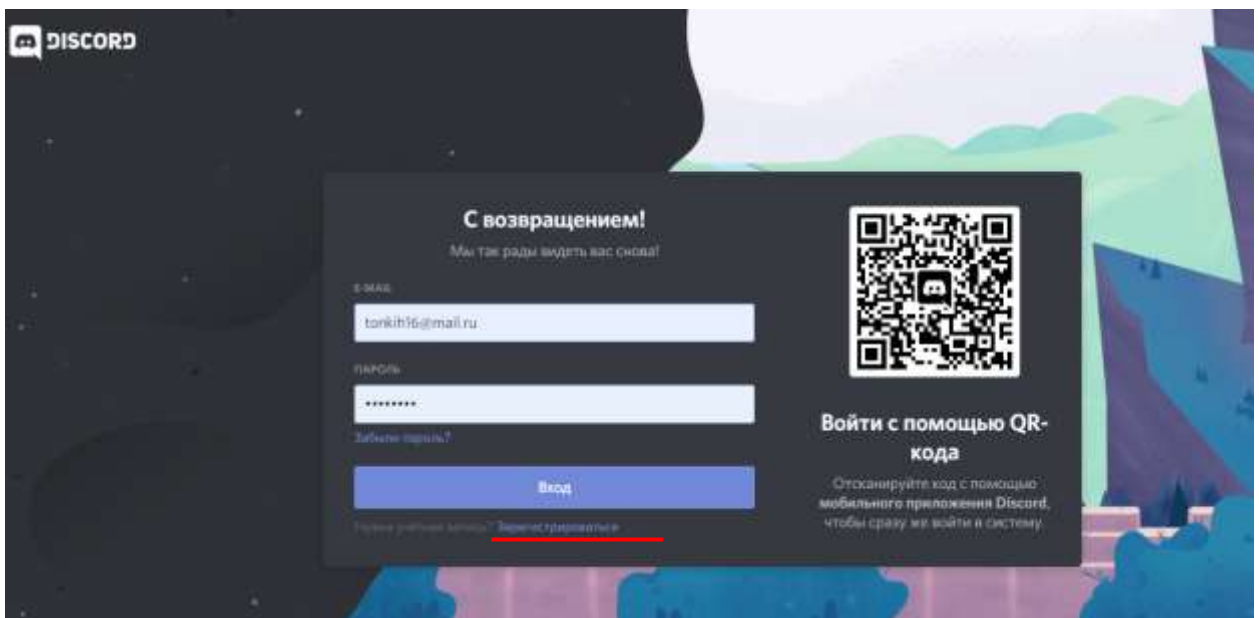 DISCORD
С возвращением!
Мы так рады видеть вас снова!
E-MAIL
tonkih16@mail.ru
ПАРОЛЬ
••••••••
Забыли пароль?
Вход
Нужна учетная запись? Зарегистрироваться
Войти с помощью QR-
кода
Отсканируйте код с помощью
мобильного приложения Discord,
чтобы сразу же войти в систему.